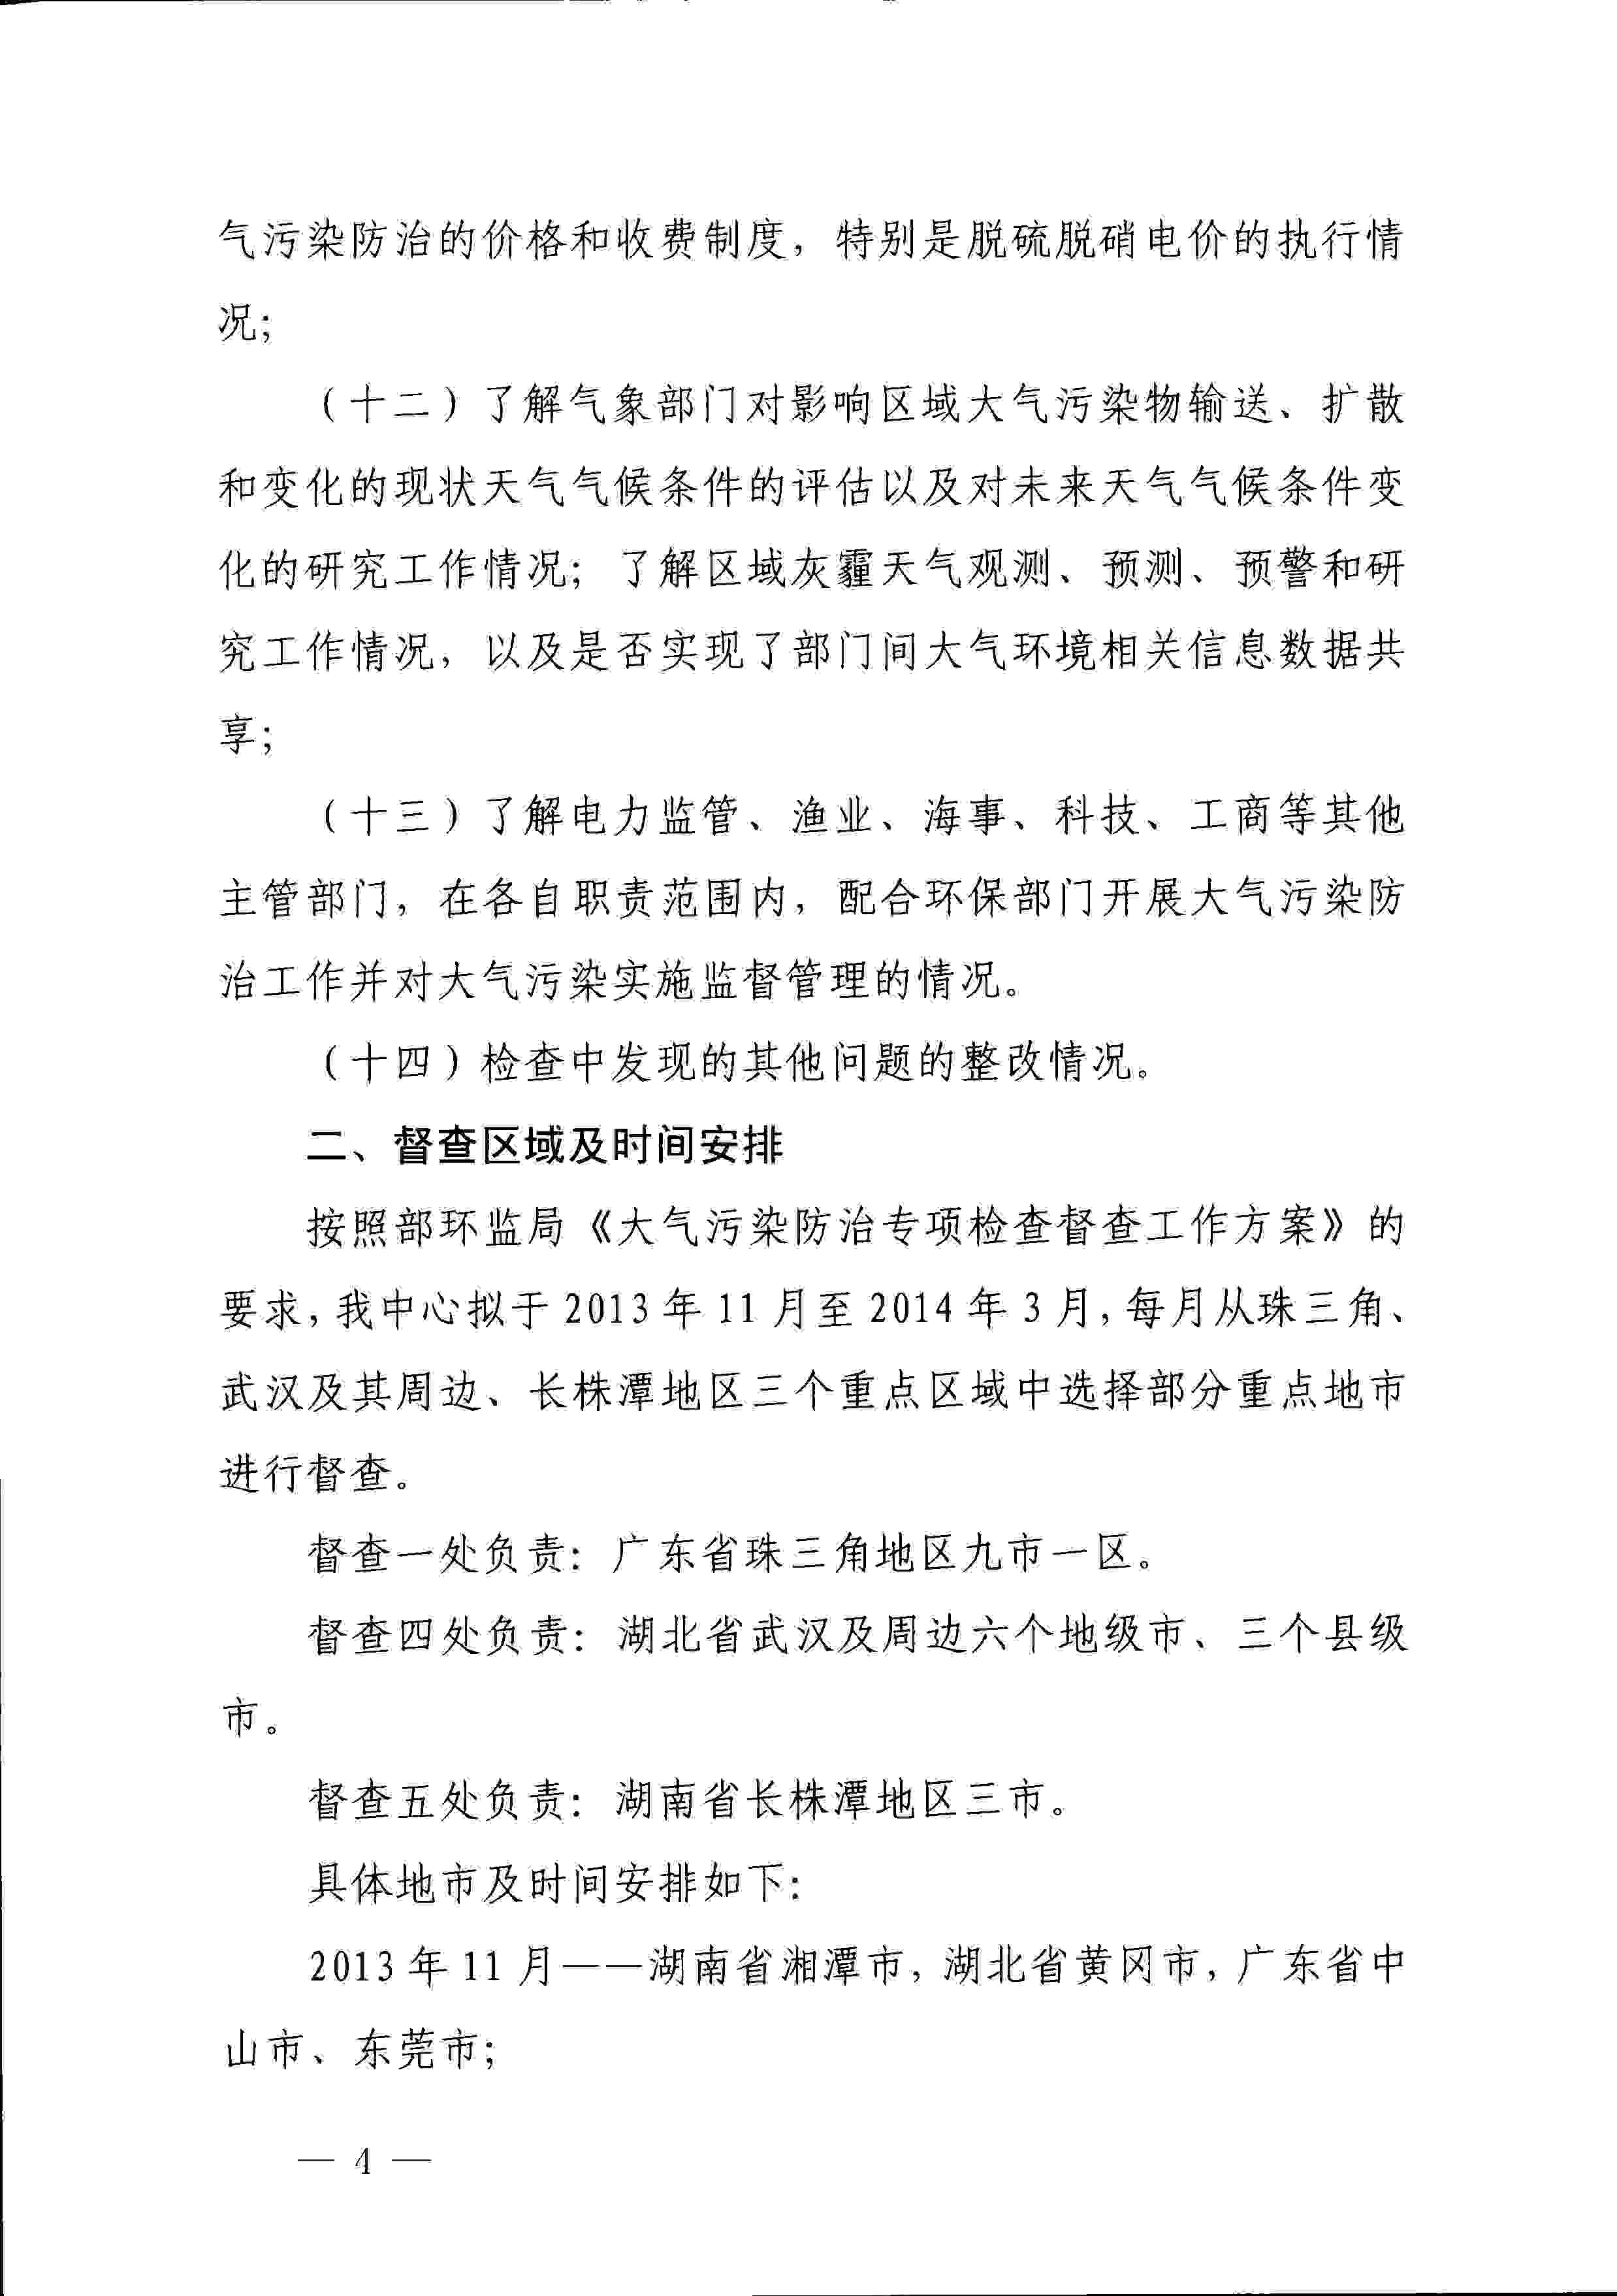 气污染防治的价格和收费制度，特别是脱硫脱硝电价的执行情
况；
（十二）了解气象部门对影响区域大气污染物输送、扩散
和变化的现状天气气候条件的评估以及对未来天气气候条件变
化的研究工作情况；了解区域灰霾天气观测、预测、预警和研
究工作情况，以及是否实现了部门间大气环境相关信息数据共
享；
（十三）了解电力监管、渔业、海事、科技、工商等其他
主管部门，在各自职责范围内，配合环保部门开展大气污染防
治工作并对大气污染实施监督管理的情况。
（十四）检查中发现的其他问题的整改情况。
二、督查区域及时间安排
按照部环监局《大气污染防治专项检查督查工作方案》的
要求，我中心拟于 2013 年 11 月至 2014 年 3 月，每月从珠三角、
武汉及其周边、长株潭地区三个重点区域中选择部分重点地市
进行督查。
督查一处负责：广东省珠三角地区九市一区。
督查四处负责：湖北省武汉及周边六个地级市、三个县级
市。
督查五处负责：湖南省长株潭地区三市。
具体地市及时间安排如下：
2013 年 11 月——湖南省湘潭市，湖北省黄冈市，广东省中
山市、东莞市；
— 4 —